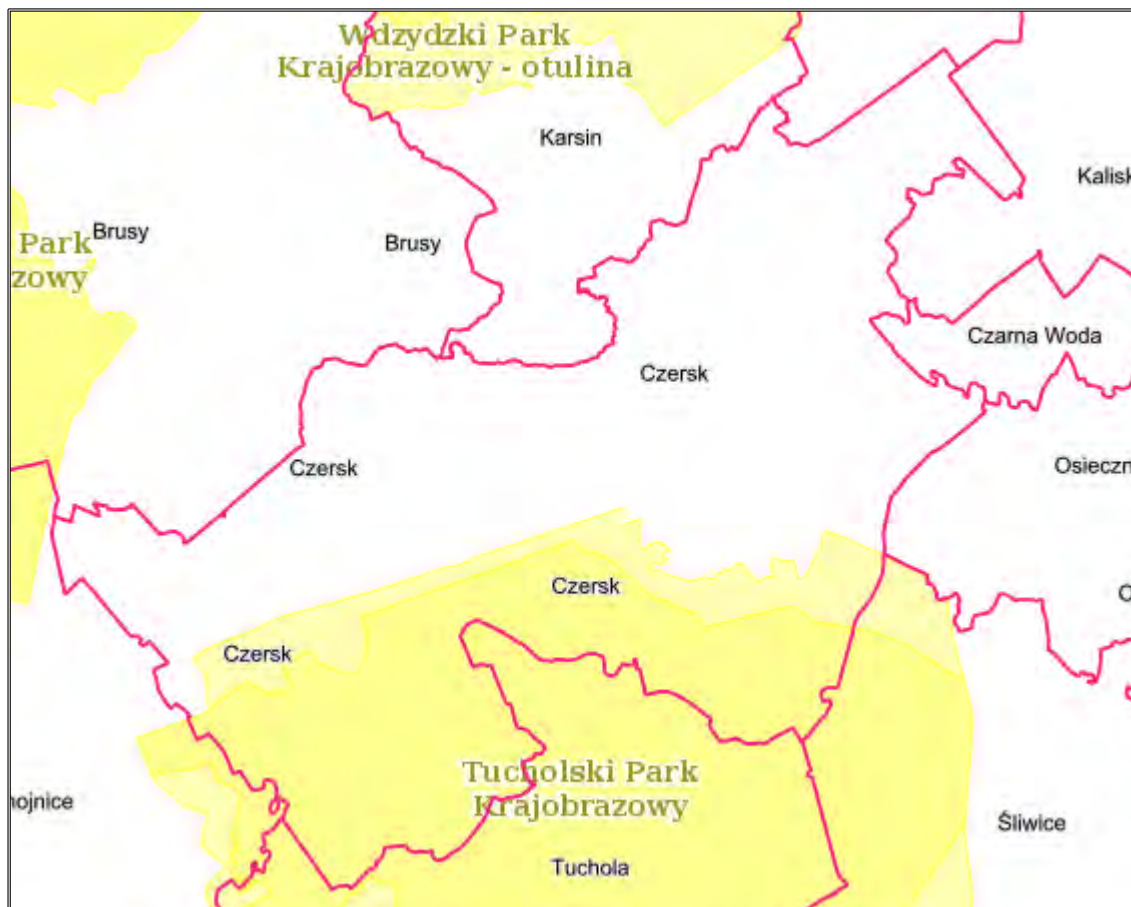 Wdzydzki Park
Krajobrazowy - otulina
Karsin
Kalisk
Brusy
Brusy
Park
zowy
Czarna Woda
Czersk
Czersk
Osieczn
Czersk
Czersk
Tucholski Park
Krajobrazowy
ojnice
Śliwice
Tuchola